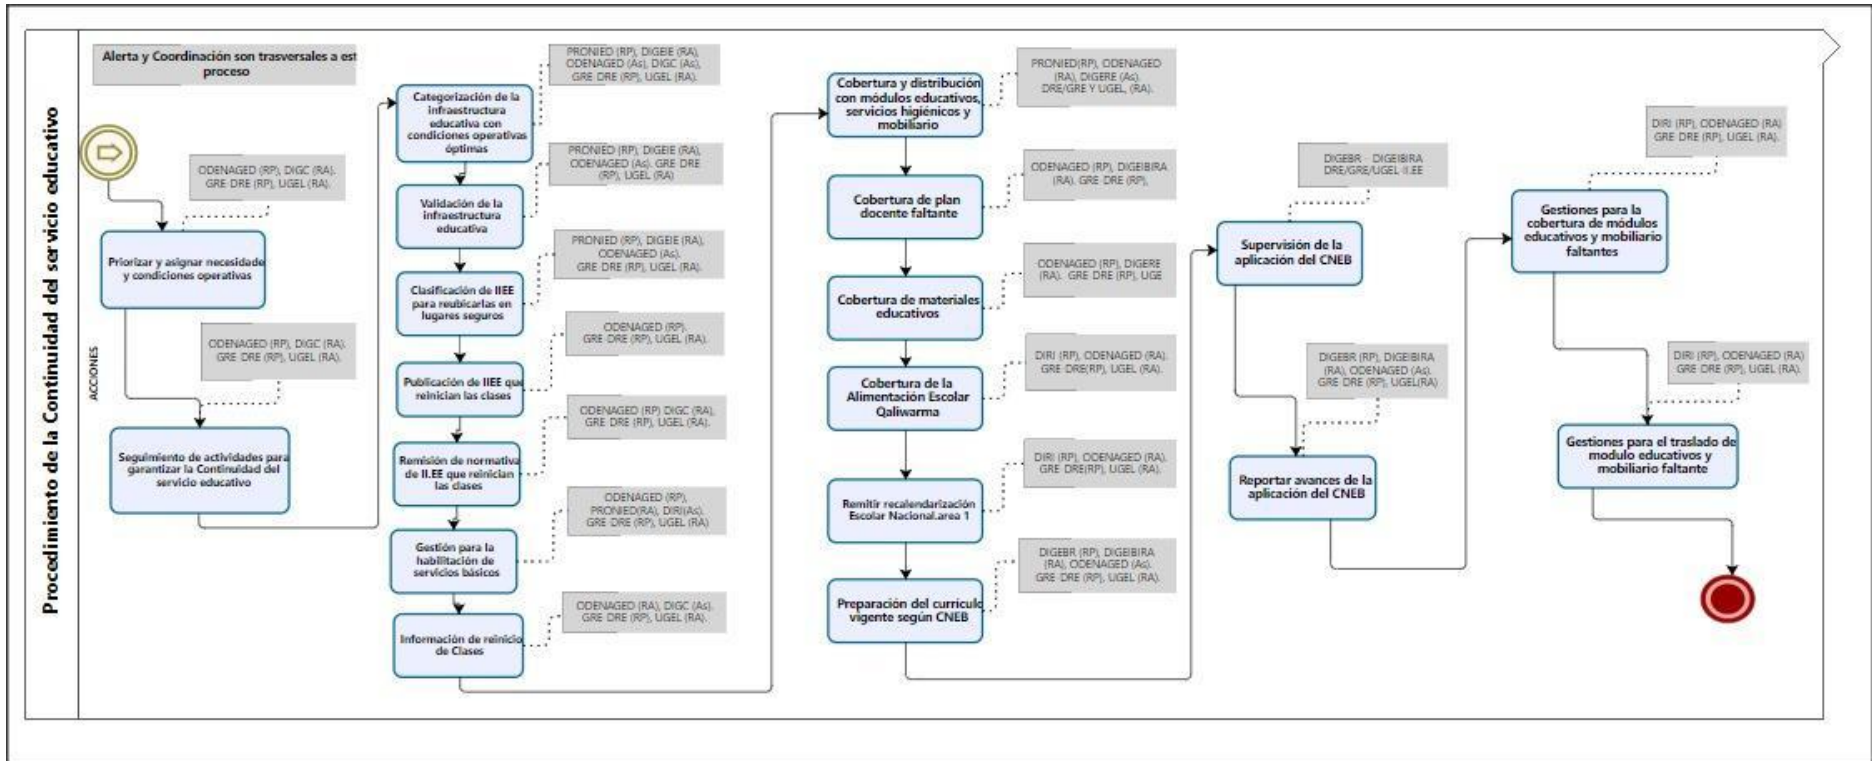 Procedimiento de la Continuidad del servicio educativo
ACCIONES
Alerta y Coordinación son trasversales a est
proceso
ODENAGED (RP), DIGC (RA).
GRE DRE (RP), UGEL (RA).
Priorizar y asignar necesidade
y condiciones operativas
ODENAGED (RP), DIGC (RA).
GRE DRE (RP), UGEL (RA).
Seguimiento de actividades para
garantizar la Continuidad del
servicio educativo
PRONIED (RP), DIGEIE (RA),
ODENAGED (As), DIGC (As),
GRE DRE (RP), UGEL (RA).
Categorización de la
infraestructura
educativa con
condiciones operativas
óptimas
PRONIED (RP), DIGEIE (RA),
ODENAGED (As). GRE DRE
(RP), UGEL (RA)
Validación de la
infraestructura
educativa
PRONIED (RP), DIGEIE (RA),
ODENAGED (As).
GRE DRE (RP), UGEL (RA).
Clasificación de IIEE
para reubicarlas en
lugares seguros
ODENAGED (RP).
GRE DRE (RP), UGEL (RA).
Publicación de IIEE que
reinician las clases
ODENAGED (RP) DIGC (RA),
GRE DRE (RP), UGEL (RA).
Remisión de normativa
de II.EE que reinician
las clases
ODENAGED (RP),
PRONIED(RA), DIRI(As).
GRE DRE (RP), UGEL (RA)
Gestión para la
habilitación de
servicios básicos
ODENAGED (RA), DIGC (As).
GRE DRE (RP), UGEL (RA).
Información de reinicio
de Clases
PRONIED(RP), ODENAGED
(RA), DIGERE (As).
DRE/GRE Y UGEL, (RA).
Cobertura y distribución
con módulos educativos,
servicios higiénicos y
mobiliario
ODENAGED (RP), DIGEIBIRA
(RA). GRE DRE (RP),
Cobertura de plan
docente faltante
ODENAGED (RP), DIGERE
(RA). GRE DRE (RP), UGE
Cobertura de materiales
educativos
DIRI (RP), ODENAGED (RA).
GRE DRE(RP), UGEL (RA).
Cobertura de la
Alimentación Escolar
Qaliwarma
DIRI (RP), ODENAGED (RA).
GRE DRE(RP), UGEL (RA).
Remitir recalendarización
Escolar Nacional.area 1
DIGEBR (RP), DIGEIBIRA
(RA), ODENAGED (As).
GRE DRE (RP), UGEL (RA).
Preparación del currículo
vigente según CNEB
DIGEBR DIGEIBIRA
DRE/GRE/UGEL II.EE
Supervisión de la
aplicación del CNEB
DIGEBR (RP), DIGEIBIRA
(RA), ODENAGED (As).
GRE DRE (RP), UGEL(RA)
Reportar avances de la
aplicación del CNEB
DIRI (RP), ODENAGED (RA)
GRE DRE (RP), UGEL (RA).
Gestiones para la
cobertura de módulos
educativos y mobiliario
faltantes
DIRI (RP), ODENAGED (RA)
GRE DRE (RP), UGEL (RA).
Gestiones para el traslado de
modulo educativos y
mobiliario faltante